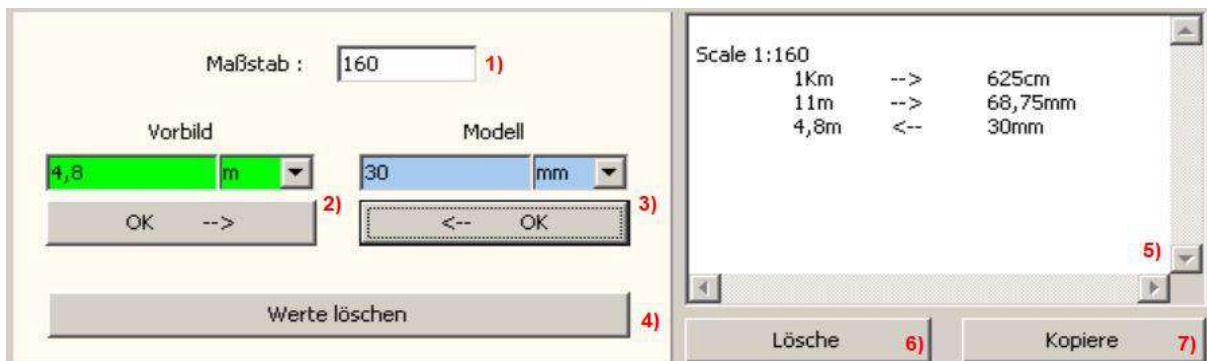 Maßstab : 160 1)
Vorbild Modell
4,8 m 30 mm
OK --> 2) <-- OK 3)
Werte löschen 4)
Scale 1:160
1Km --> 625cm
11m --> 68,75mm
4,8m <-- 30mm
5)
Lösche 6) Kopiere 7)